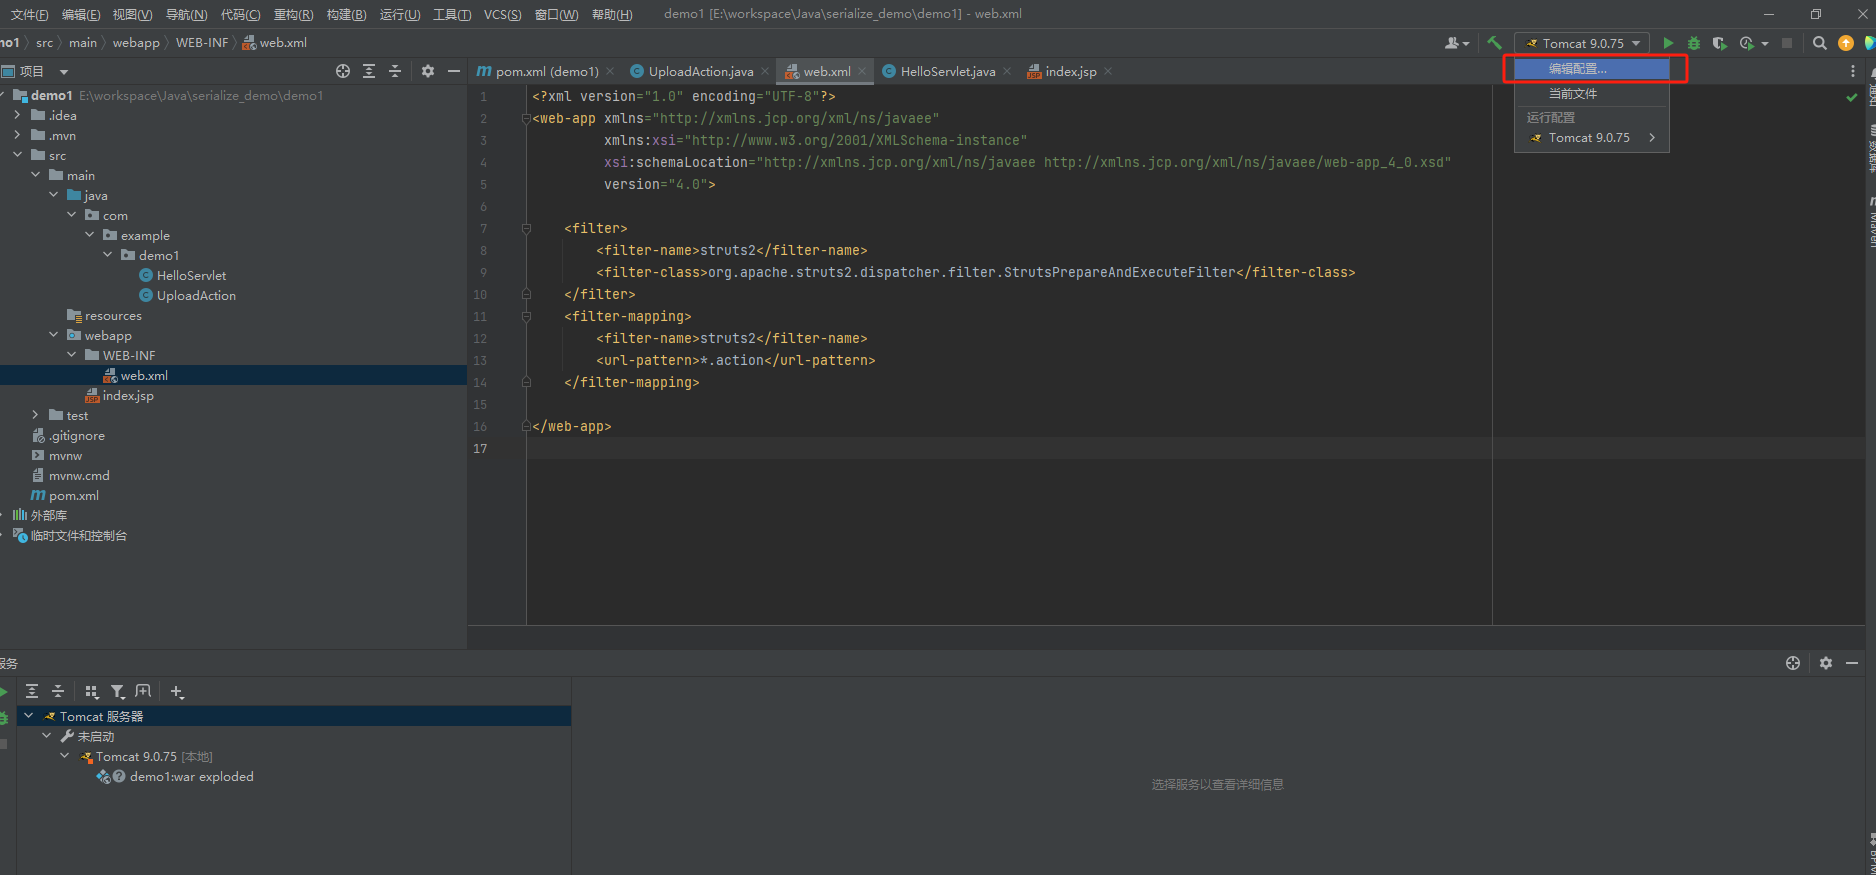 文件(F) 编辑(E) 视图(V) 导航(N) 代码(C) 重构(R) 构建(B) 运行(U) 工具(T) VCS(S) 窗口(W) 帮助(H) demo1 [E:\workspace\Java\serialize_demo\demo1] - web.xml
mo1 src main webapp WEB-INF web.xml Tomcat 9.0.75
项目 pom.xml (demo1) UploadAction.java web.xml HelloServlet.java index.jsp
编辑配置...
当前文件
运行配置
Tomcat 9.0.75
demo1 E:\workspace\Java\serialize_demo\demo1
.idea
.mvn
src
main
java
com
example
demo1
HelloServlet
UploadAction
resources
webapp
WEB-INF
web.xml
index.jsp
test
.gitignore
mvnw
mvnw.cmd
pom.xml
外部库
临时文件和控制台
1 <?xml version="1.0" encoding="UTF-8"?>
2 <web-app xmlns="http://xmlns.jcp.org/xml/ns/javaee"
3 xmlns:xsi="http://www.w3.org/2001/XMLSchema-instance"
4 xsi:schemaLocation="http://xmlns.jcp.org/xml/ns/javaee http://xmlns.jcp.org/xml/ns/javaee/web-app_4_0.xsd"
5 version="4.0">
6
7 <filter>
8 <filter-name>struts2</filter-name>
9 <filter-class>org.apache.struts2.dispatcher.filter.StrutsPrepareAndExecuteFilter</filter-class>
10 </filter>
11 <filter-mapping>
12 <filter-name>struts2</filter-name>
13 <url-pattern>*.action</url-pattern>
14 </filter-mapping>
15
16 </web-app>
17
数据库
Maven
服务
Tomcat 服务器
未启动
Tomcat 9.0.75 [本地]
demo1:war exploded
选择服务以查看详细信息